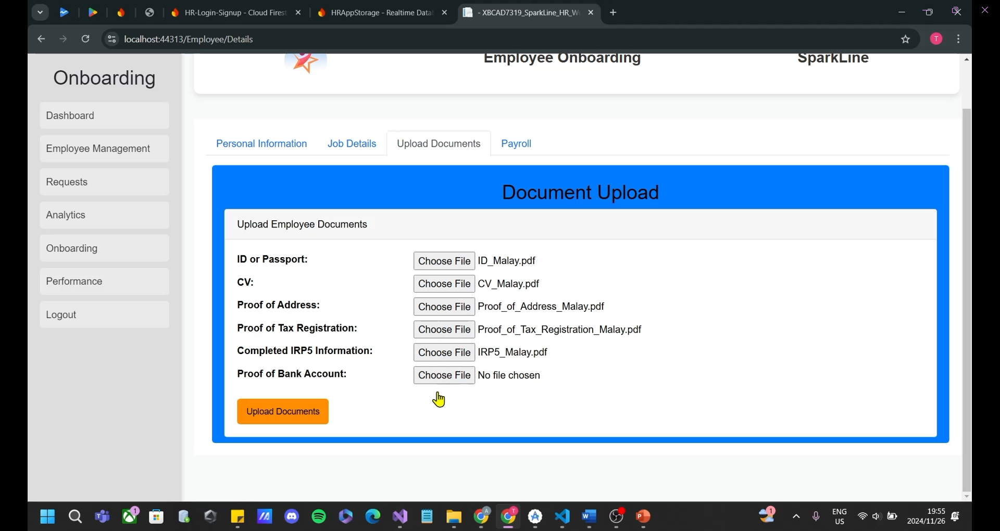 HR-Login-Signup - Cloud Firest
HRAppStorage - Realtime Data
- XBCAD7319_SparkLine_HR_W
localhost:44313/Employee/Details
T
Onboarding
Dashboard
Employee Management
Requests
Analytics
Onboarding
Performance
Logout
Employee Onboarding
SparkLine
Personal Information
Job Details
Upload Documents
Payroll
Document Upload
Upload Employee Documents
ID or Passport:
Choose File ID_Malay.pdf
CV:
Choose File CV_Malay.pdf
Proof of Address:
Choose File Proof_of_Address_Malay.pdf
Proof of Tax Registration:
Choose File Proof_of_Tax_Registration_Malay.pdf
Completed IRP5 Information:
Choose File IRP5_Malay.pdf
Proof of Bank Account:
Choose File No file chosen
Upload Documents
1
1
ENG
US
19:55
2024/11/26